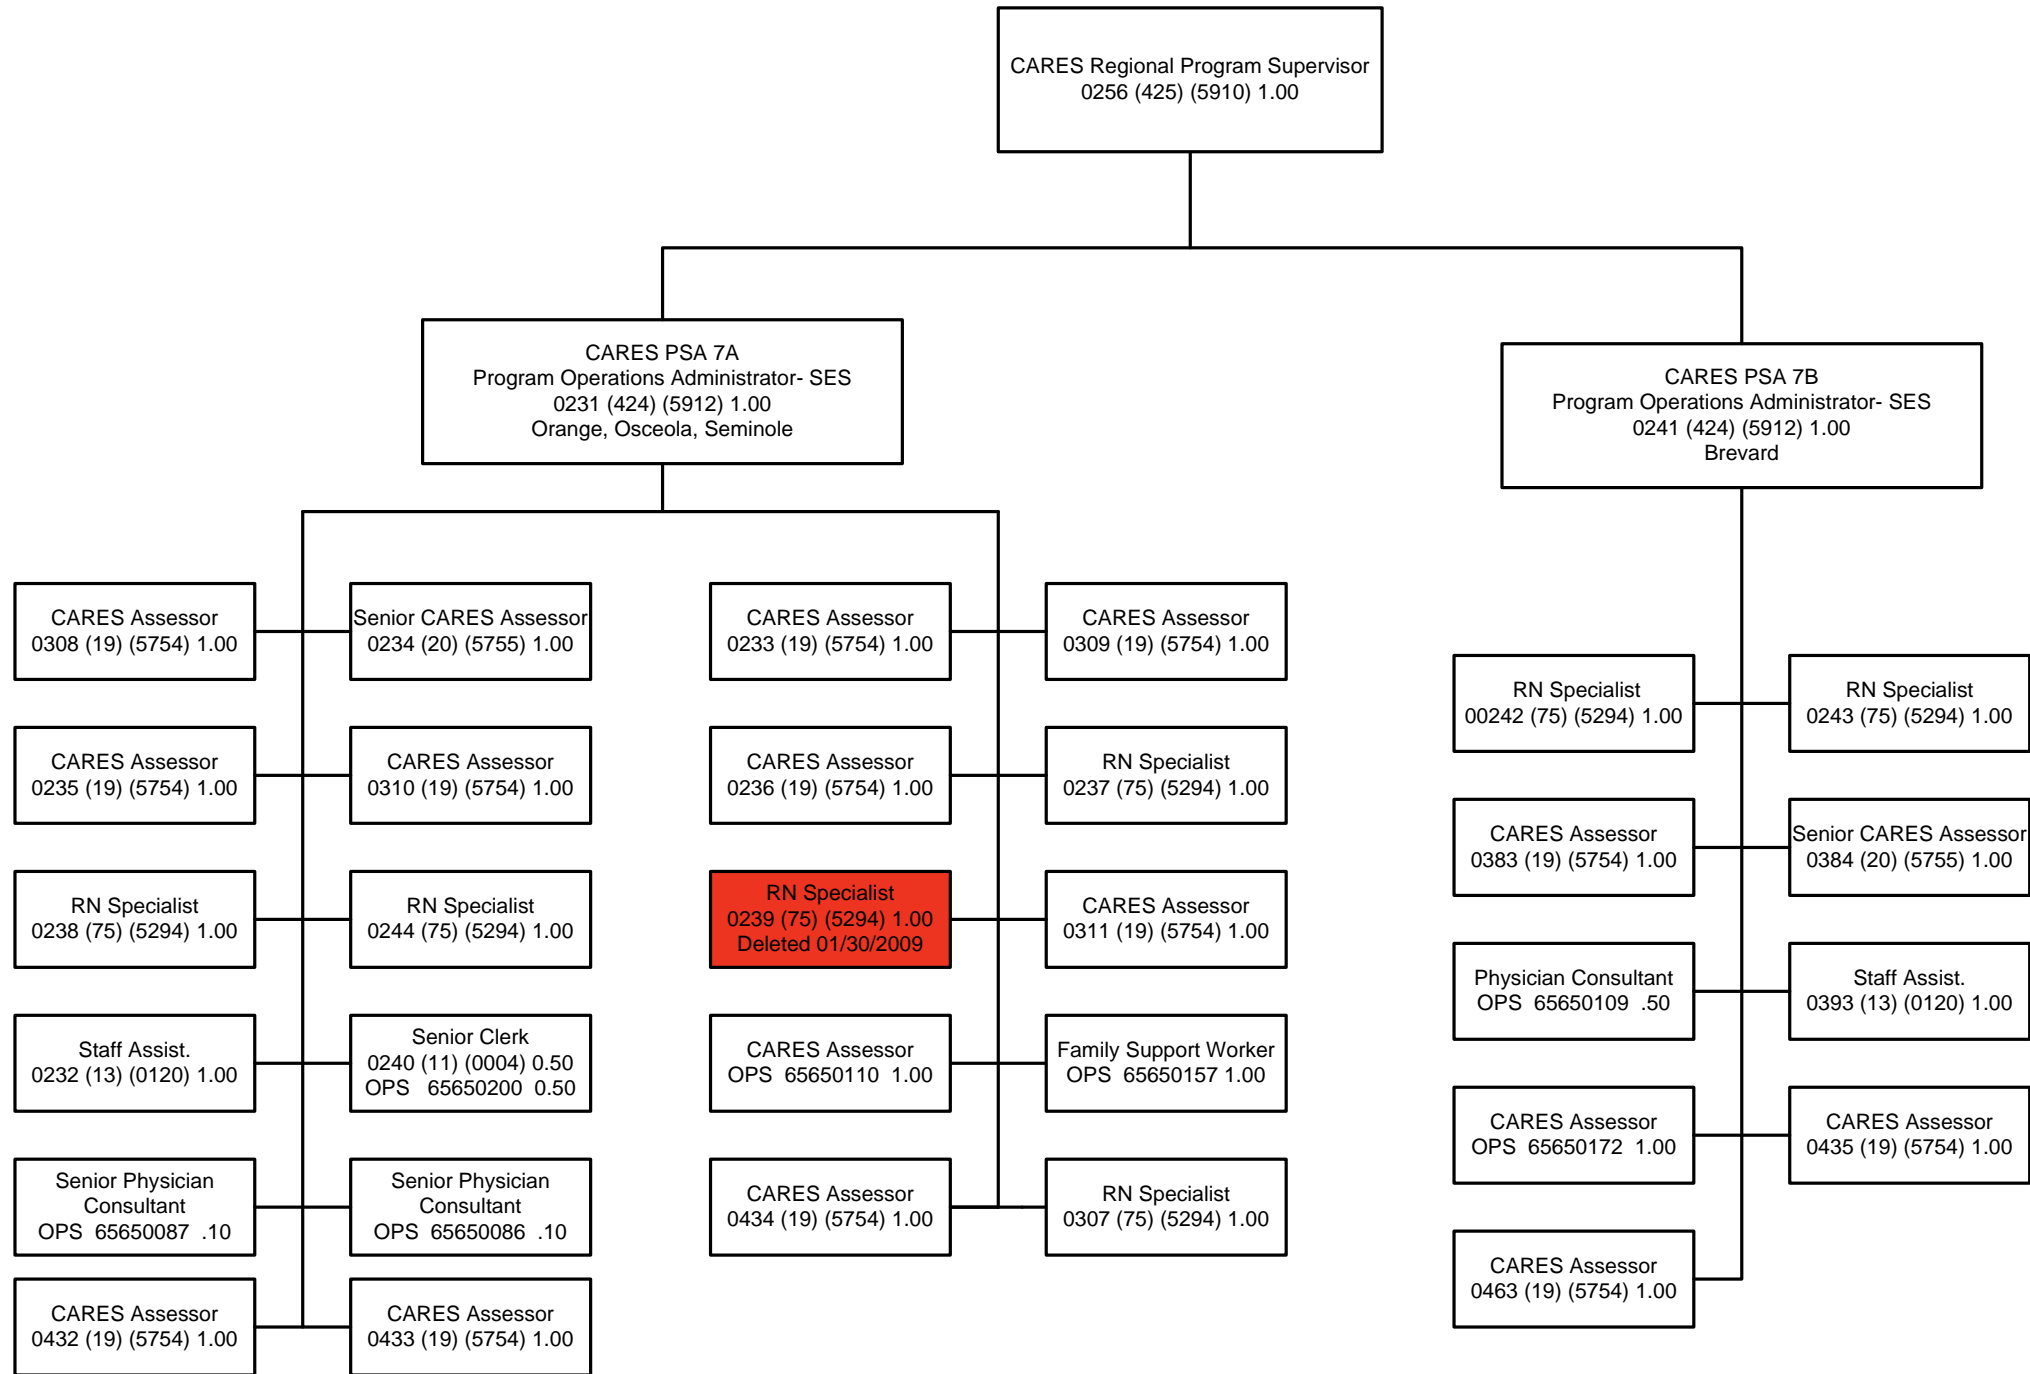 CARES Regional Program Supervisor
0256 (425) (5910) 1.00
CARES PSA 7A
Program Operations Administrator- SES
0231 (424) (5912) 1.00
Orange, Osceola, Seminole
CARES PSA 7B
Program Operations Administrator- SES
0241 (424) (5912) 1.00
Brevard
CARES Assessor
0308 (19) (5754) 1.00
Senior CARES Assessor
0234 (20) (5755) 1.00
CARES Assessor
0235 (19) (5754) 1.00
CARES Assessor
0310 (19) (5754) 1.00
RN Specialist
0238 (75) (5294) 1.00
RN Specialist
0244 (75) (5294) 1.00
Staff Assist.
0232 (13) (0120) 1.00
Senior Clerk
0240 (11) (0004) 0.50
OPS 65650200 0.50
Senior Physician
Consultant
OPS 65650087 .10
Senior Physician
Consultant
OPS 65650086 .10
CARES Assessor
0432 (19) (5754) 1.00
CARES Assessor
0433 (19) (5754) 1.00
CARES Assessor
0233 (19) (5754) 1.00
CARES Assessor
0309 (19) (5754) 1.00
CARES Assessor
0236 (19) (5754) 1.00
RN Specialist
0237 (75) (5294) 1.00
RN Specialist
0239 (75) (5294) 1.00
Deleted 01/30/2009
CARES Assessor
0311 (19) (5754) 1.00
CARES Assessor
OPS 65650110 1.00
Family Support Worker
OPS 65650157 1.00
CARES Assessor
0434 (19) (5754) 1.00
RN Specialist
0307 (75) (5294) 1.00
RN Specialist
00242 (75) (5294) 1.00
RN Specialist
0243 (75) (5294) 1.00
CARES Assessor
0383 (19) (5754) 1.00
Senior CARES Assessor
0384 (20) (5755) 1.00
Physician Consultant
OPS 65650109 .50
Staff Assist.
0393 (13) (0120) 1.00
CARES Assessor
OPS 65650172 1.00
CARES Assessor
0435 (19) (5754) 1.00
CARES Assessor
0463 (19) (5754) 1.00